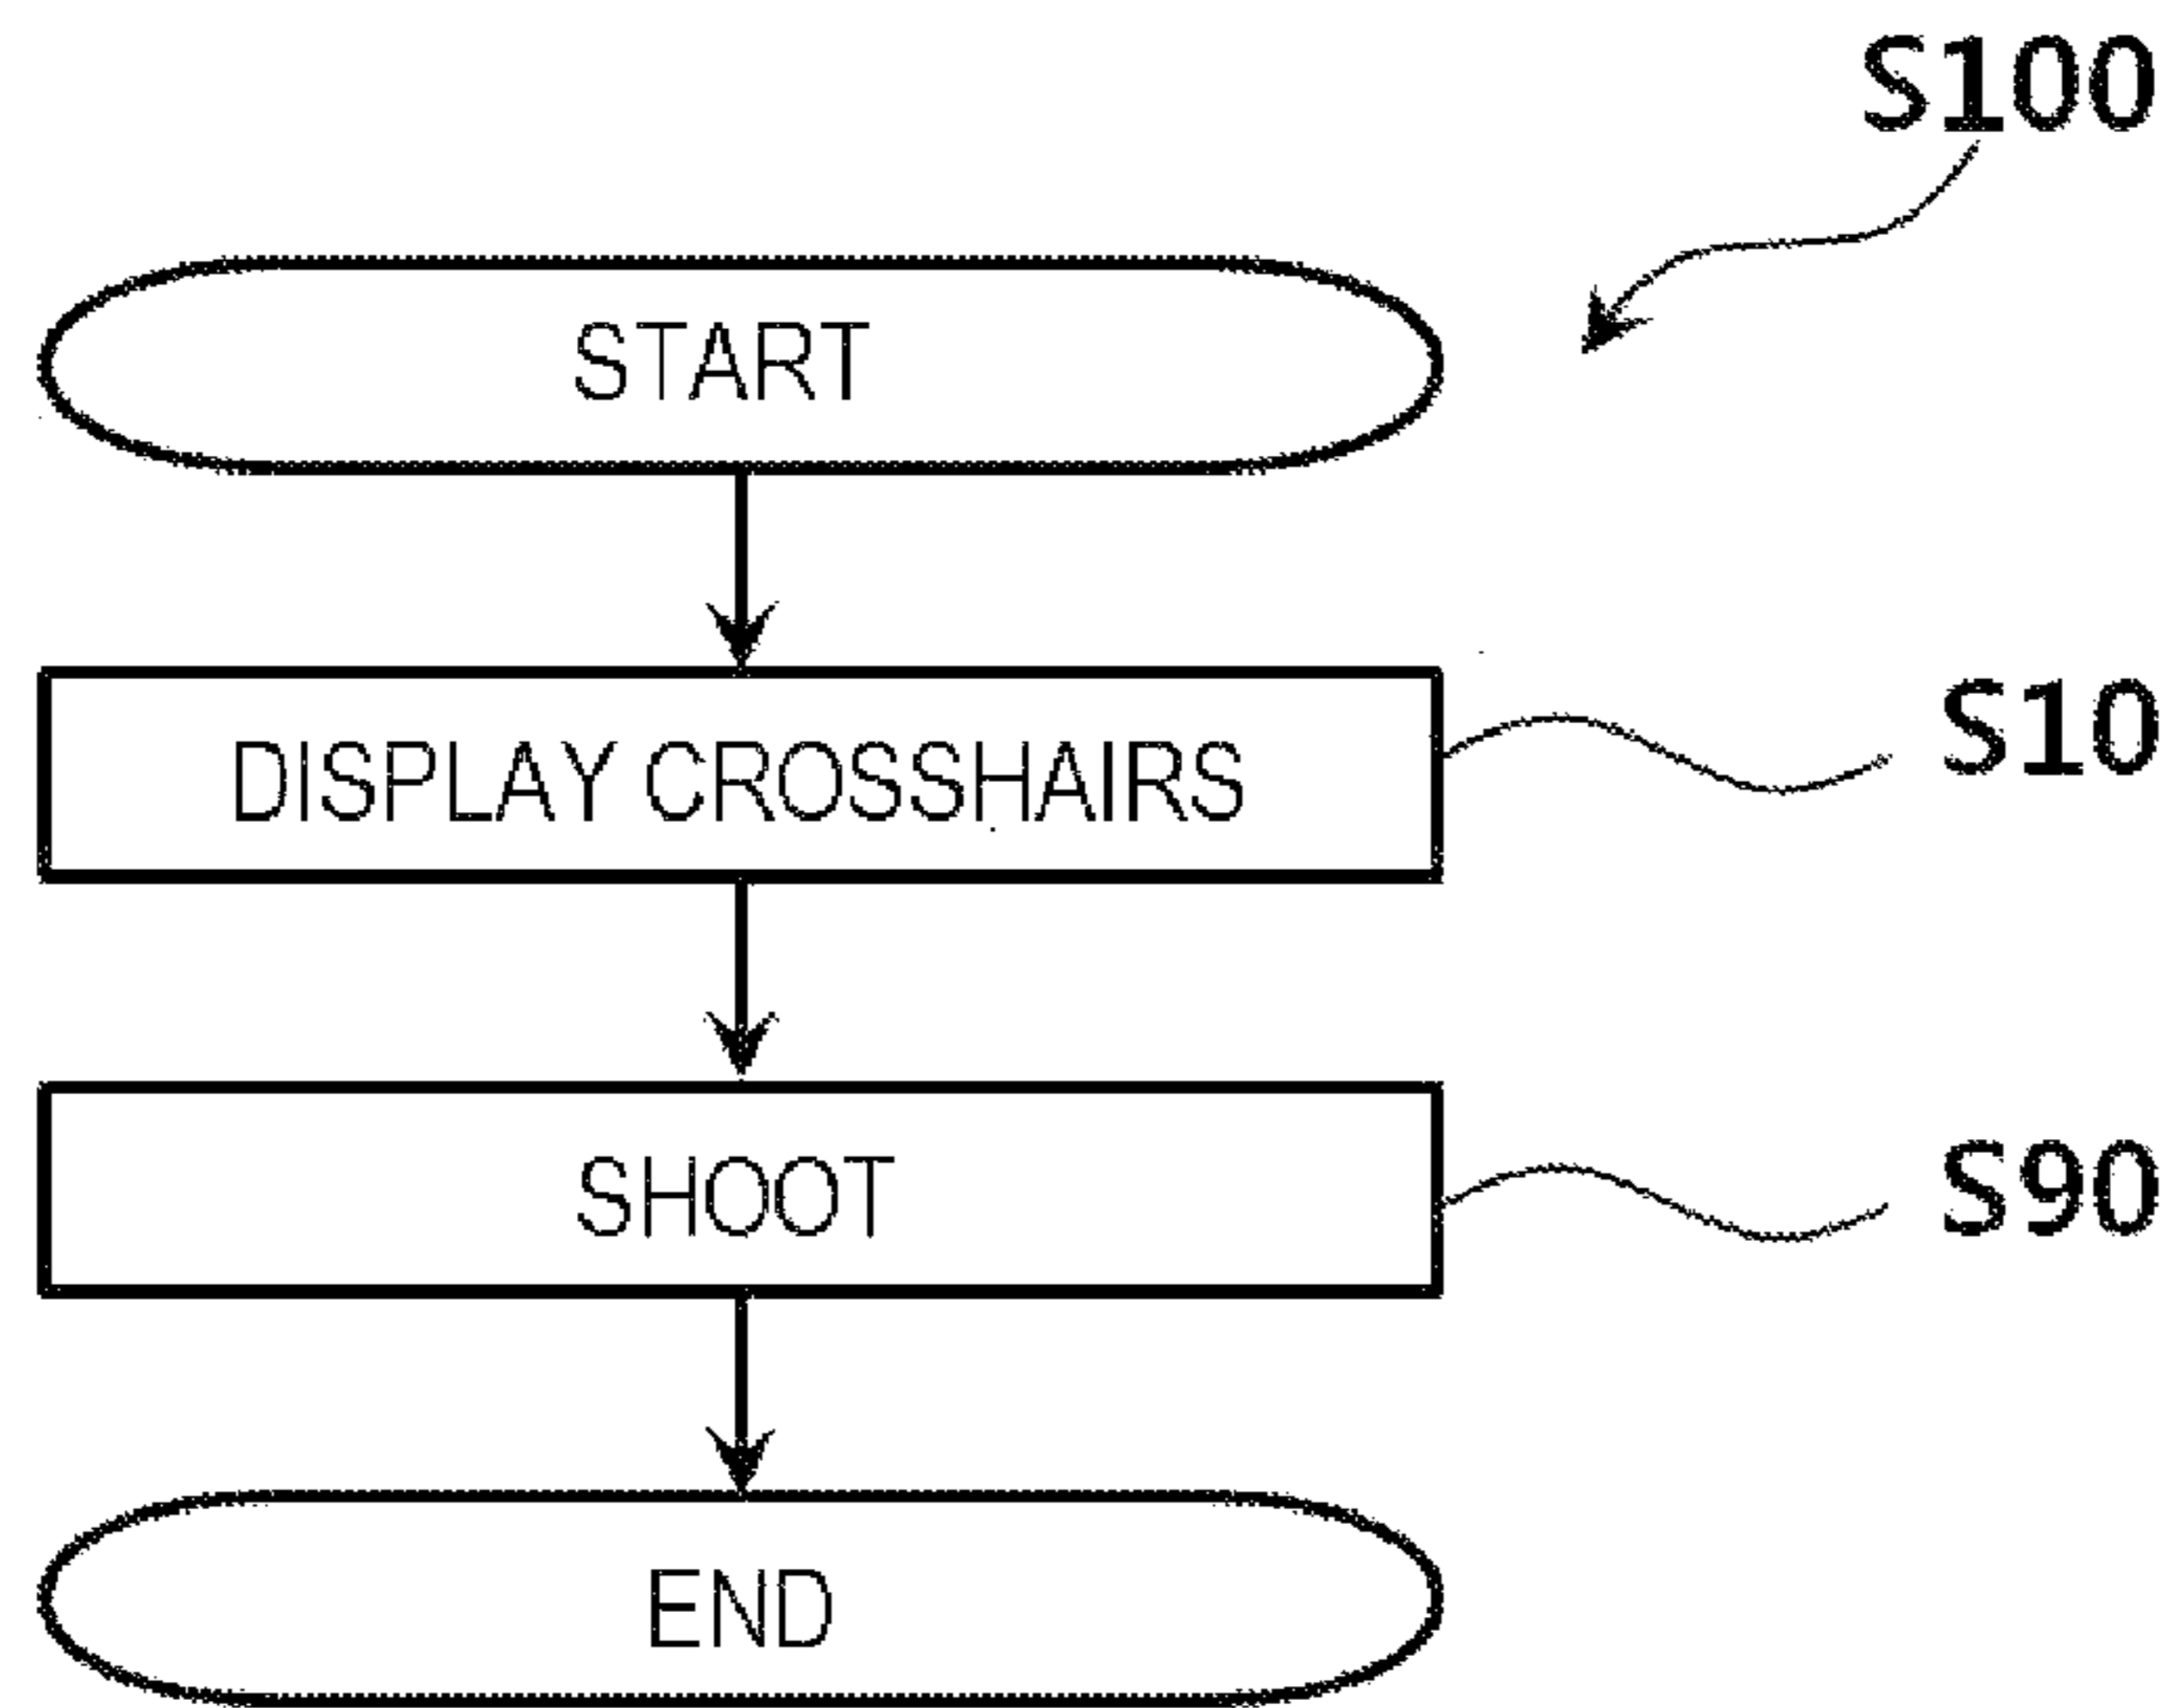 S100
START
DISPLAY CROSSHAIRS
S10
SHOOT
S90
END